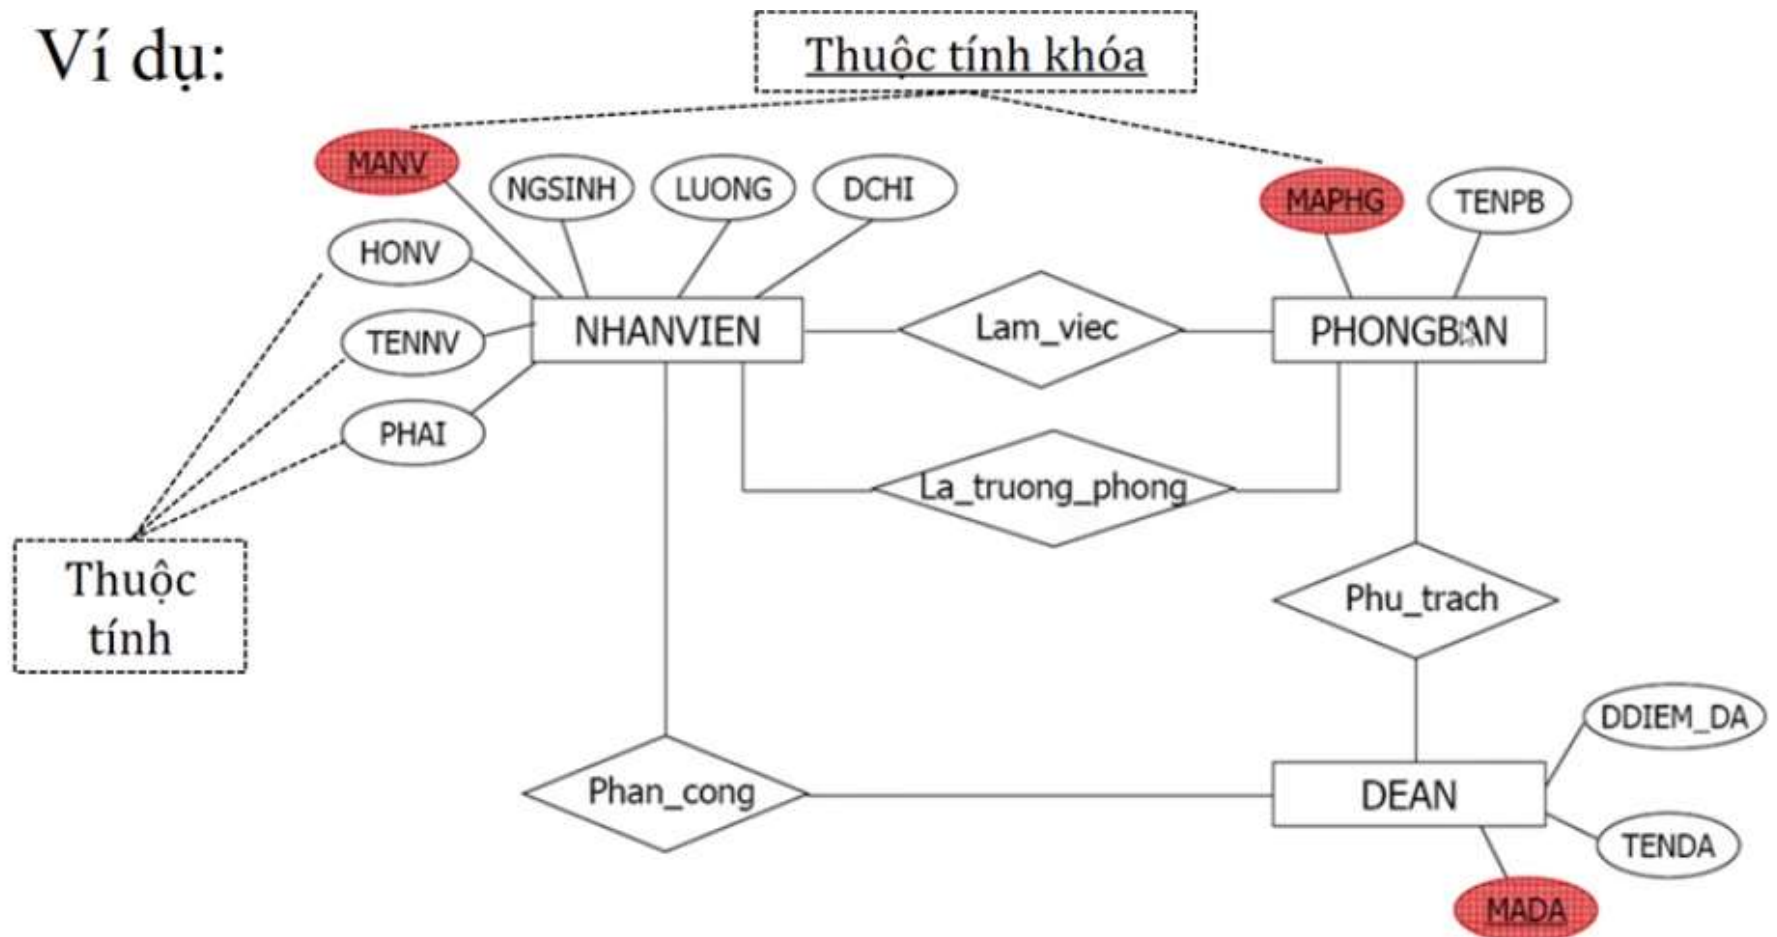 Ví dụ:
Thuộc tính khóa
MANV
NGSINH
LUONG
DCHI
MAPHG
TENPB
HONV
TENNV
NHANVIEN
Lam_viec
PHONGBAN
PHAI
La_truong_phong
Thuộc
tính
Phu_trach
DDIEM_DA
Phan_cong
DEAN
TENDA
MADA